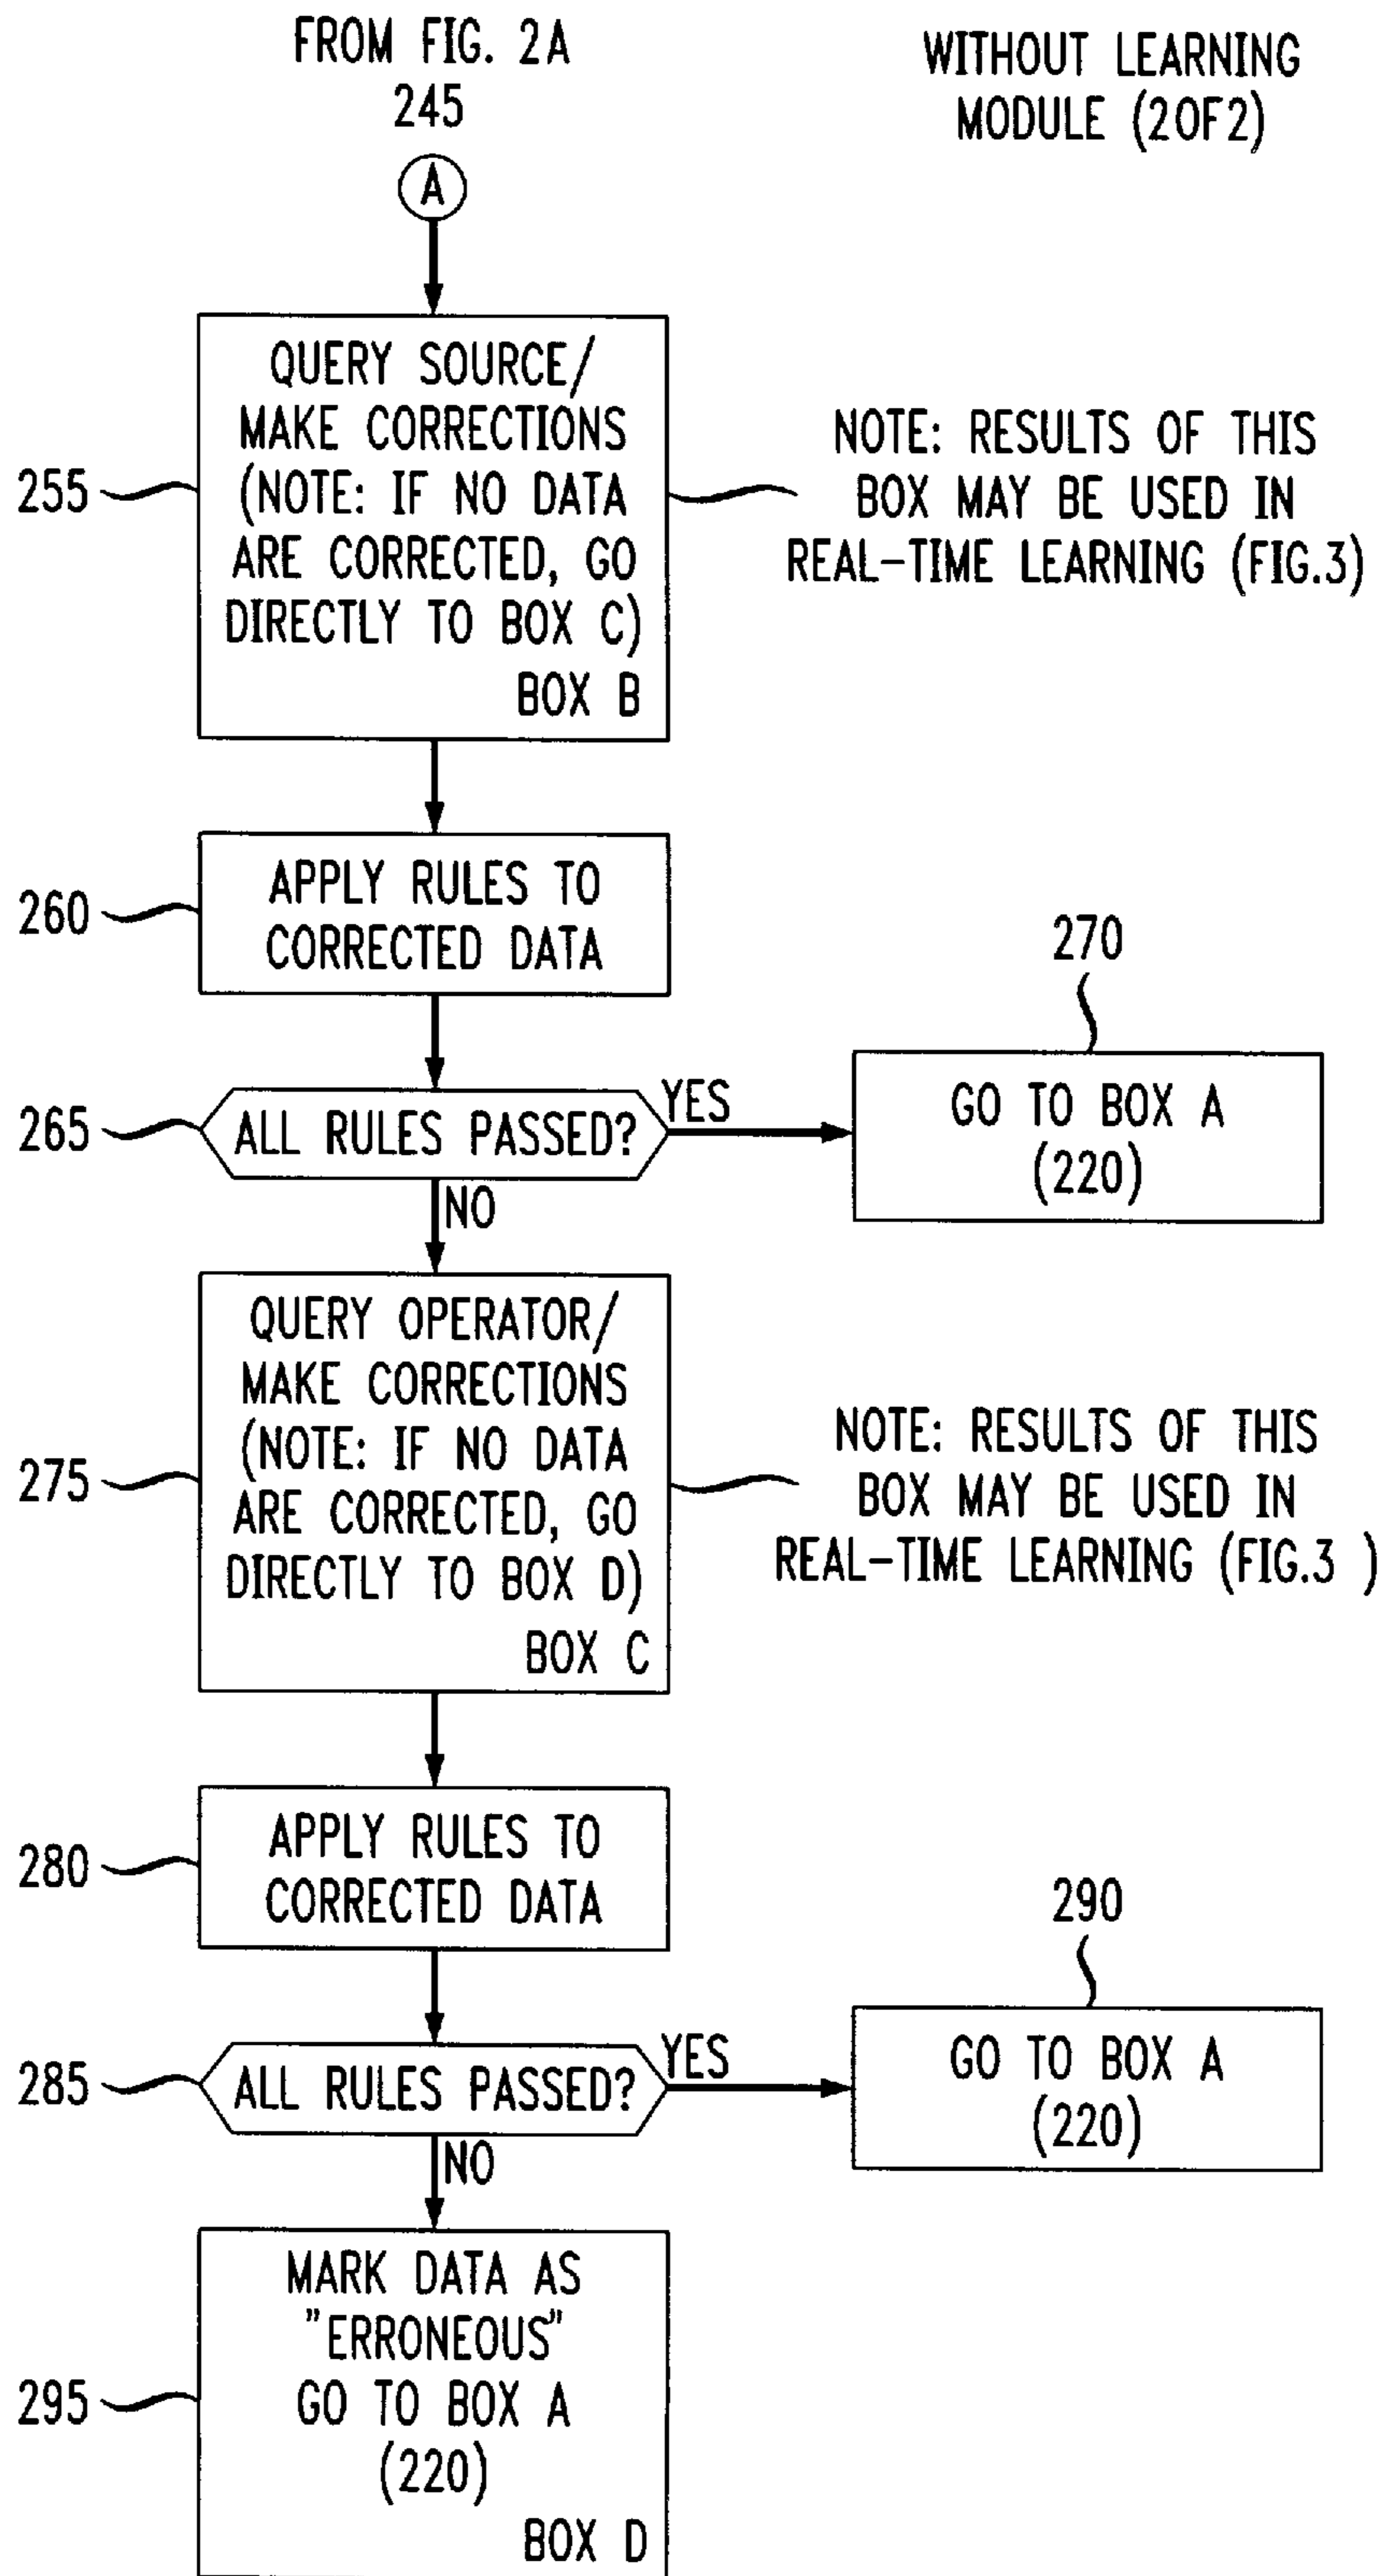 FROM FIG. 2A
245
A
WITHOUT LEARNING
MODULE (2OF2)
QUERY SOURCE/
MAKE CORRECTIONS
(NOTE: IF NO DATA
ARE CORRECTED, GO
DIRECTLY TO BOX C)
BOX B
255
NOTE: RESULTS OF THIS
BOX MAY BE USED IN
REAL-TIME LEARNING (FIG.3)
260
APPLY RULES TO
CORRECTED DATA
265
ALL RULES PASSED?
YES
NO
270
GO TO BOX A
(220)
QUERY OPERATOR/
MAKE CORRECTIONS
(NOTE: IF NO DATA
ARE CORRECTED, GO
DIRECTLY TO BOX D)
BOX C
275
NOTE: RESULTS OF THIS
BOX MAY BE USED IN
REAL-TIME LEARNING (FIG.3 )
280
APPLY RULES TO
CORRECTED DATA
285
ALL RULES PASSED?
YES
NO
290
GO TO BOX A
(220)
295
MARK DATA AS
"ERRONEOUS"
GO TO BOX A
(220)
BOX D